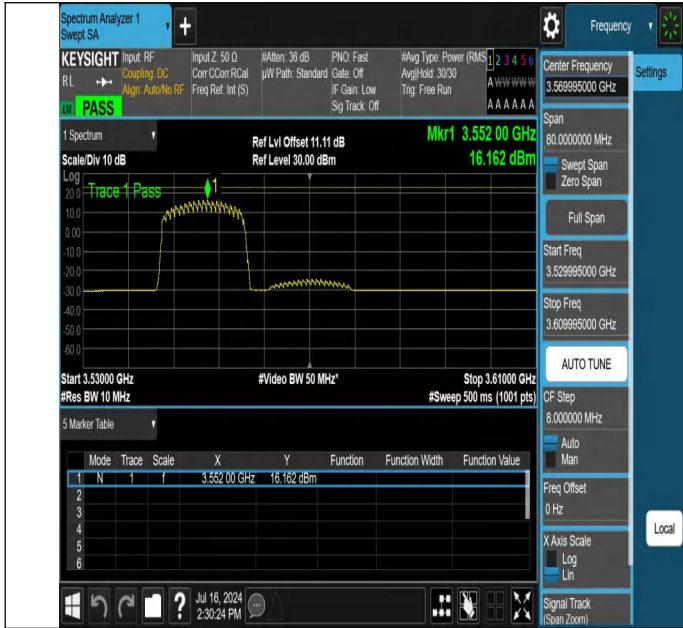 Spectrum Analyzer 1
Swept SA
+
Frequency
KEYSIGHT Input: RF Input Z: 50 Ω #Atten: 36 dB PNO: Fast #Avg Type: Power (RMS 1 2 3 4 5 6
RL Coupling: DC Corr CCorr RCal µW Path: Standard Gate: Off Avg|Hold: 30/30 A W W W W W
Align: Auto/No RF Freq Ref: Int (S) IF Gain: Low Trig: Free Run
Sig Track: Off A A A A A A
PASS
1 Spectrum
Scale/Div 10 dB
Ref Lvl Offset 11.11 dB
Ref Level 30.00 dBm
Mkr1 3.552 00 GHz
16.162 dBm
Log
Trace 1 Pass
1
20.0
10.0
0.00
-10.0
-20.0
-30.0
-40.0
-50.0
-60.0
Start 3.53000 GHz #Video BW 50 MHz* Stop 3.61000 GHz
#Res BW 10 MHz #Sweep 500 ms (1001 pts)
5 Marker Table
Mode Trace Scale X Y Function Function Width Function Value
1 N 1 f 3.552 00 GHz 16.162 dBm
2
3
4
5
6
Center Frequency
3.569995000 GHz
Settings
Span
80.0000000 MHz
Swept Span
Zero Span
Full Span
Start Freq
3.529995000 GHz
Stop Freq
3.609995000 GHz
AUTO TUNE
CF Step
8.000000 MHz
Auto
Man
Freq Offset
0 Hz
Local
X Axis Scale
Log
Lin
Signal Track
(Span Zoom)
?
Jul 16, 2024
2:30:24 PM